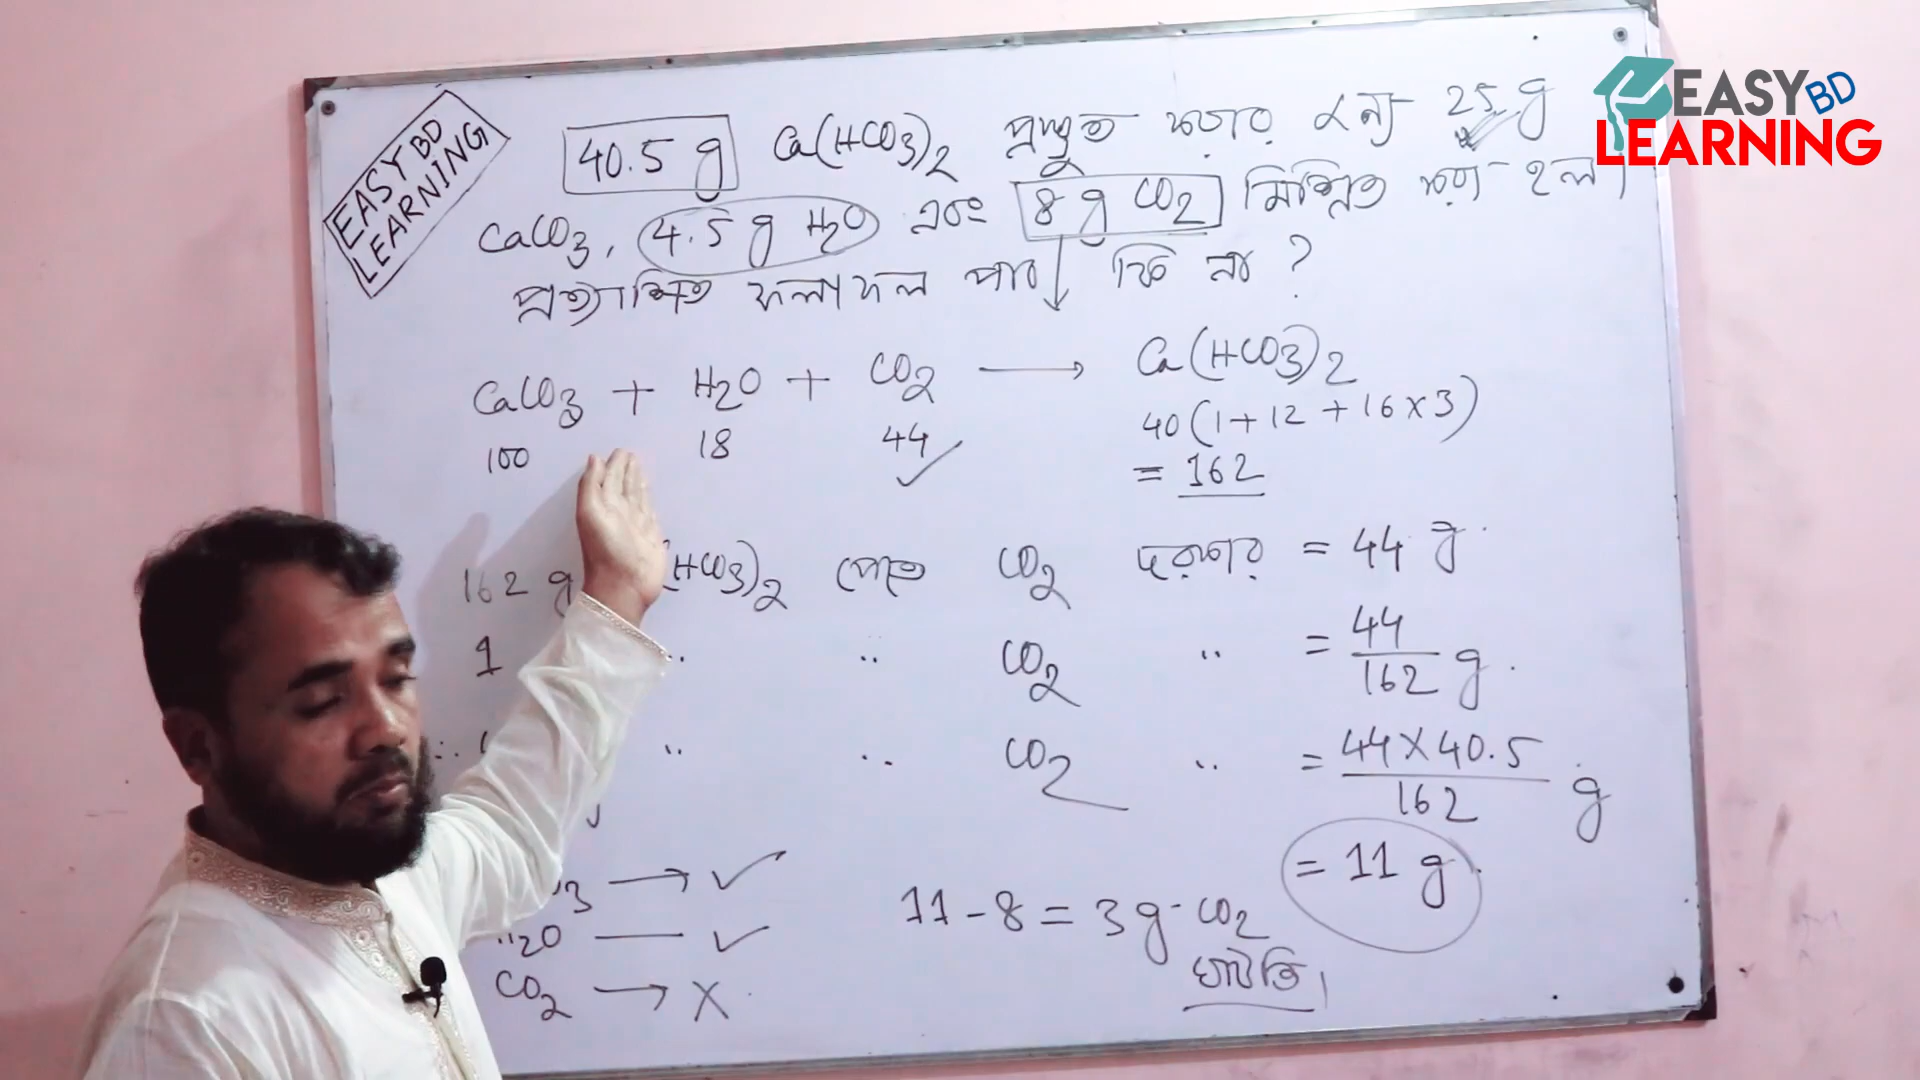 EASY BD
LEARNING
EASY BD
LEARNING
40.5 g Ca(HCO3)2 প্রস্তুত করার জন্য 25 g
CaCO3, 4.5 g H2O এবং 8 g CO2 মিশ্রিত করা হল।
প্রত্যাশিত ফলাফল পাব কি না ?
CaCO3 + H2O + CO2 → Ca(HCO3)2
100 18 44 ✓ 40(1+12+16×3)
= 162
162 g (HCO3)2 পেতে CO2 দরকার = 44 g.
1 .. .. CO2 .. = 44/162 g.
∴ .. .. CO2 .. = 44×40.5/162 g
= 11 g.
3 → ✓
H2O — ✓
CO2 → X
11-8 = 3 g CO2
ঘাটতি।